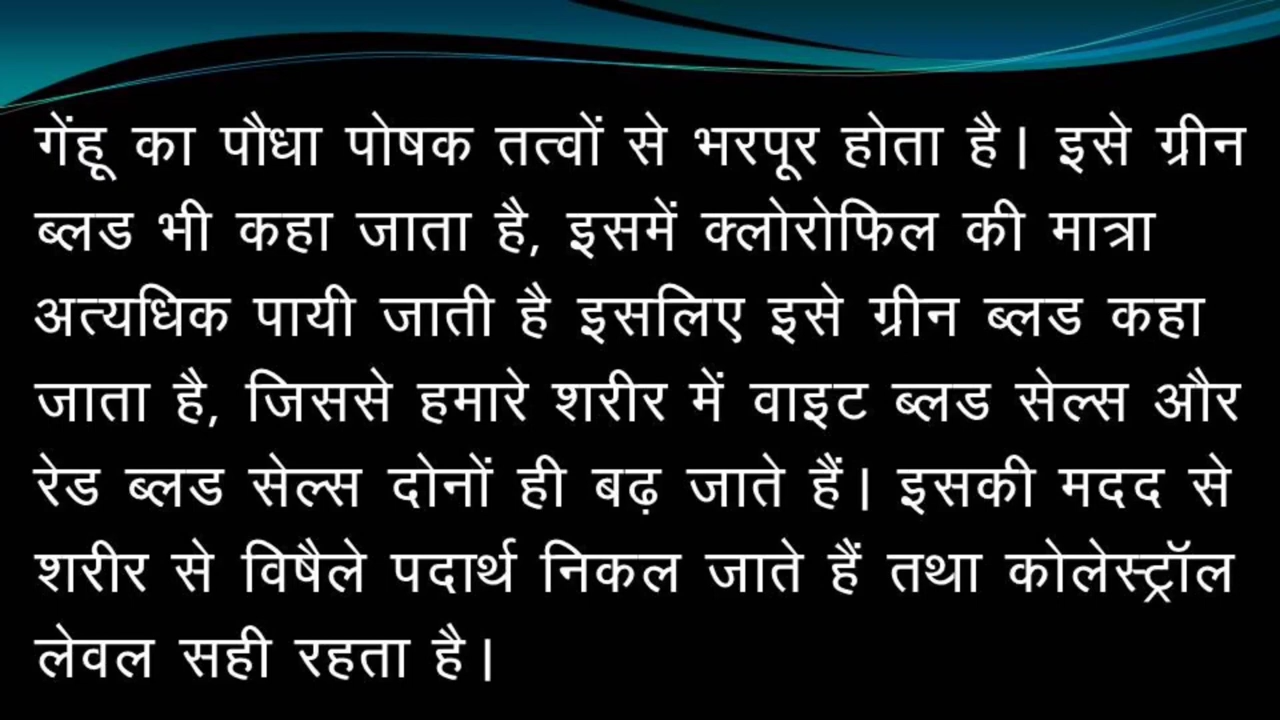 गेंहू का पौधा पोषक तत्वों से भरपूर होता है। इसे ग्रीन
ब्लड भी कहा जाता है, इसमें क्लोरोफिल की मात्रा
अत्यधिक पायी जाती है इसलिए इसे ग्रीन ब्लड कहा
जाता है, जिससे हमारे शरीर में वाइट ब्लड सेल्स और
रेड ब्लड सेल्स दोनों ही बढ़ जाते हैं। इसकी मदद से
शरीर से विषैले पदार्थ निकल जाते हैं तथा कोलेस्ट्रॉल
लेवल सही रहता है।